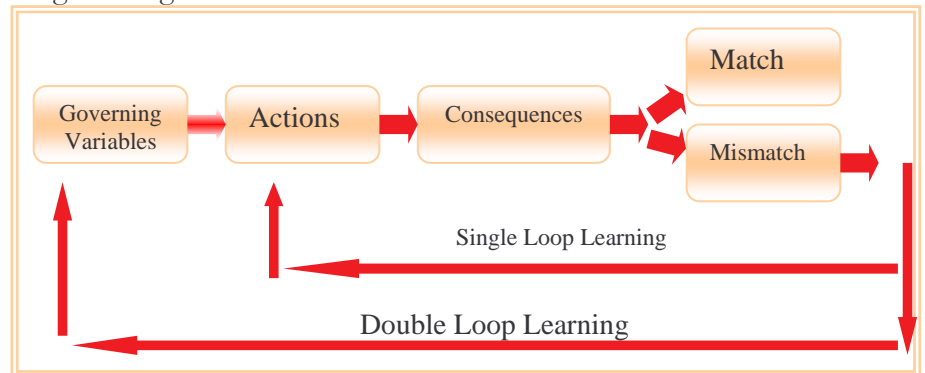 Match
Governing
Variables
Actions
Consequences
Mismatch
Single Loop Learning
Double Loop Learning